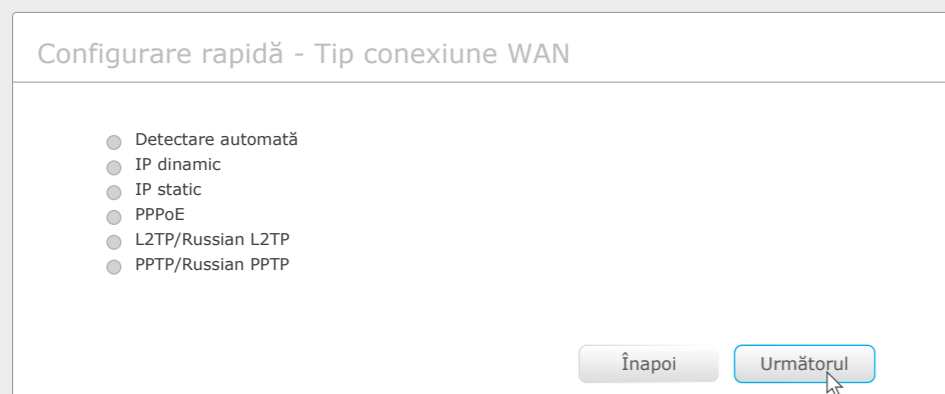 Configurare rapidă - Tip conexiune WAN
Detectare automată
IP dinamic
IP static
PPPoE
L2TP/Russian L2TP
PPTP/Russian PPTP
Înapoi
Următorul